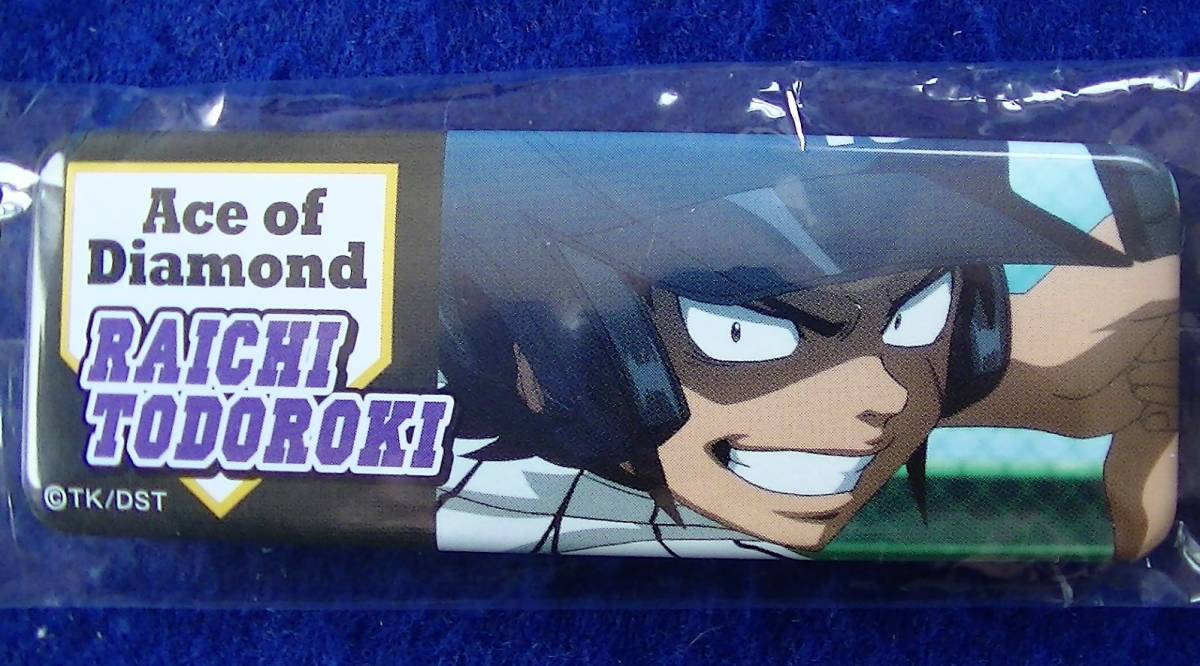 Ace of
Diamond
RAICHI
TODOROKI
©TK/DST